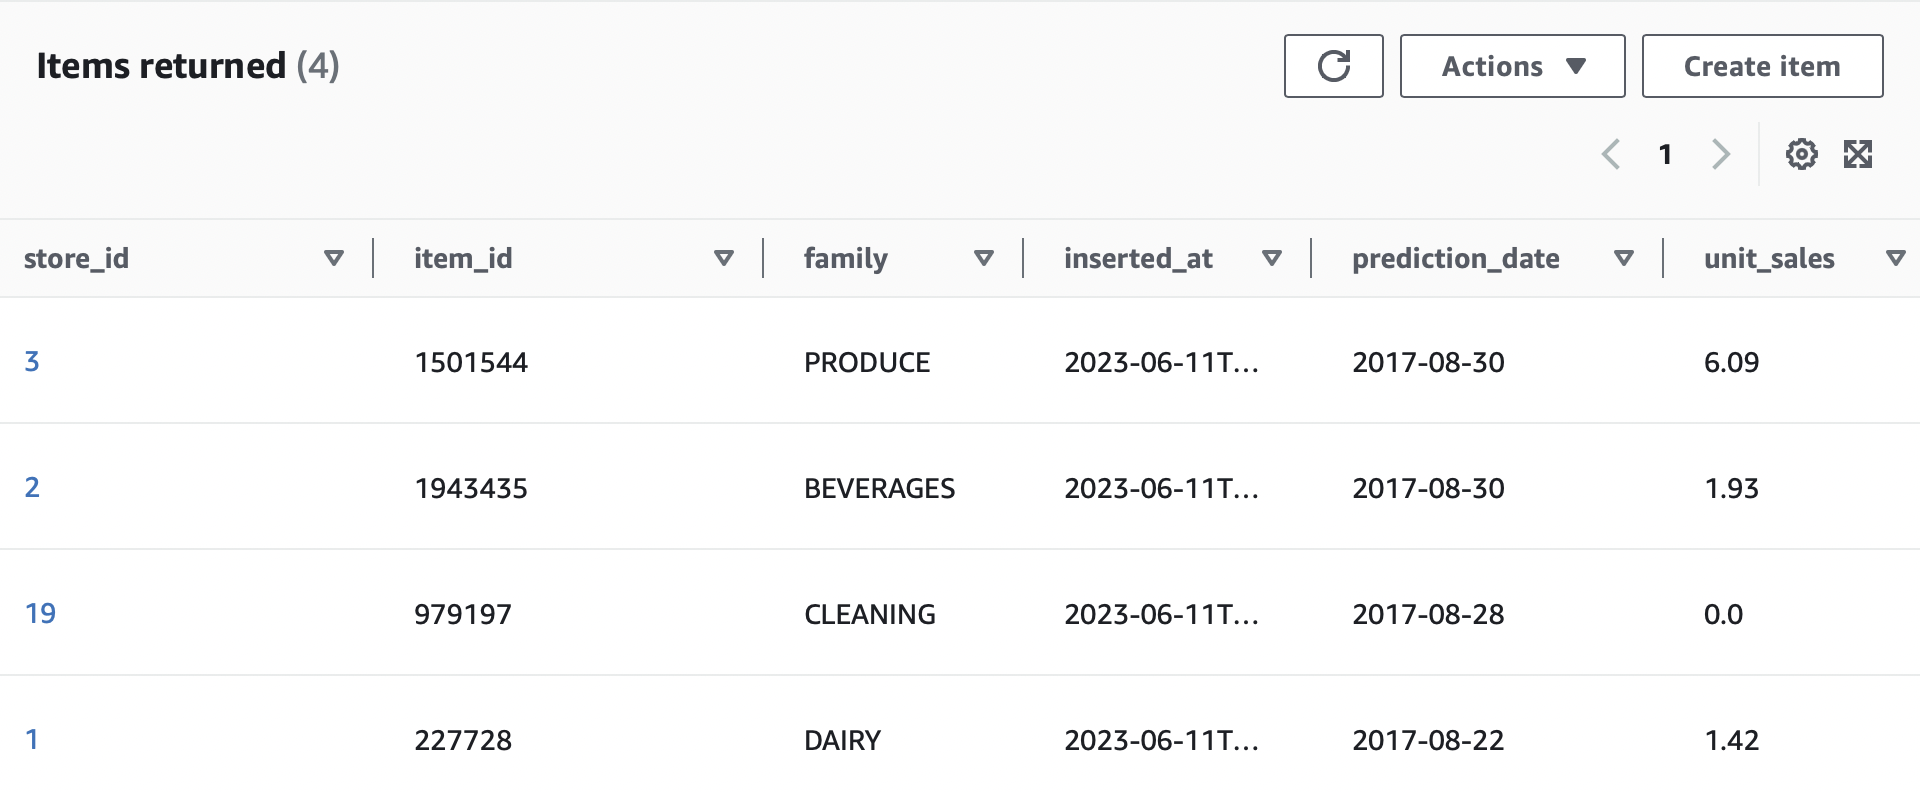 Items returned (4)
Actions
Create item
1
store_id item_id family inserted_at prediction_date unit_sales
3 1501544 PRODUCE 2023-06-11T... 2017-08-30 6.09
2 1943435 BEVERAGES 2023-06-11T... 2017-08-30 1.93
19 979197 CLEANING 2023-06-11T... 2017-08-28 0.0
1 227728 DAIRY 2023-06-11T... 2017-08-22 1.42